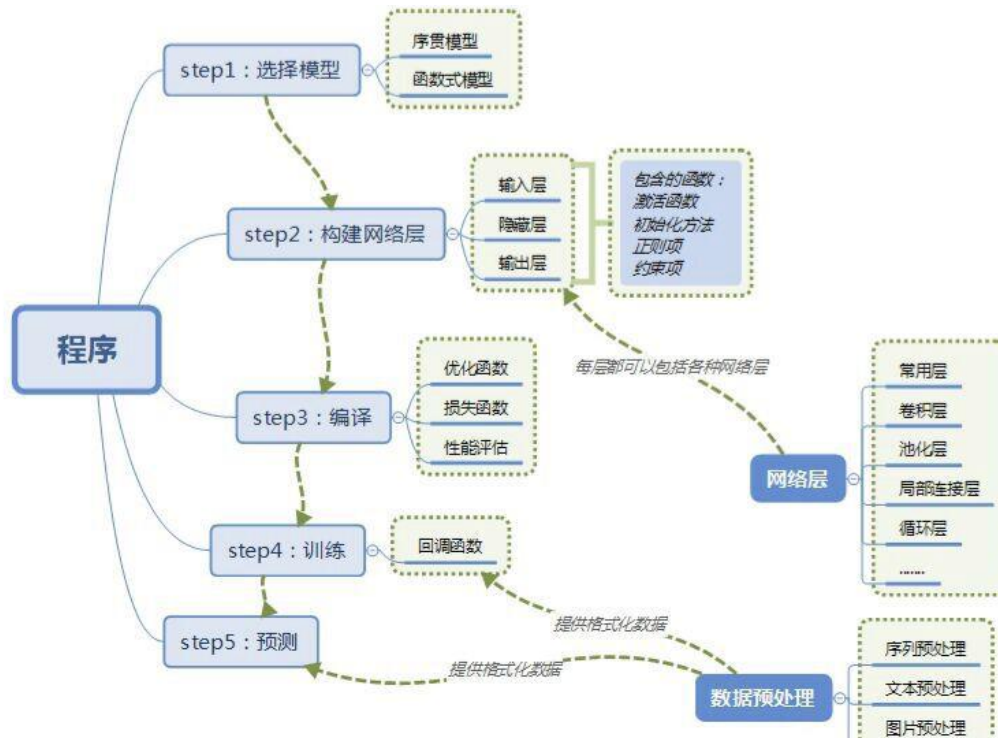 程序
step1：选择模型
序贯模型
函数式模型
step2：构建网络层
输入层
隐藏层
输出层
包含的函数：
激活函数
初始化方法
正则项
约束项
每层都可以包括各种网络层
step3：编译
优化函数
损失函数
性能评估
网络层
常用层
卷积层
池化层
局部连接层
循环层
……
step4：训练
回调函数
提供格式化数据
step5：预测
提供格式化数据
数据预处理
序列预处理
文本预处理
图片预处理